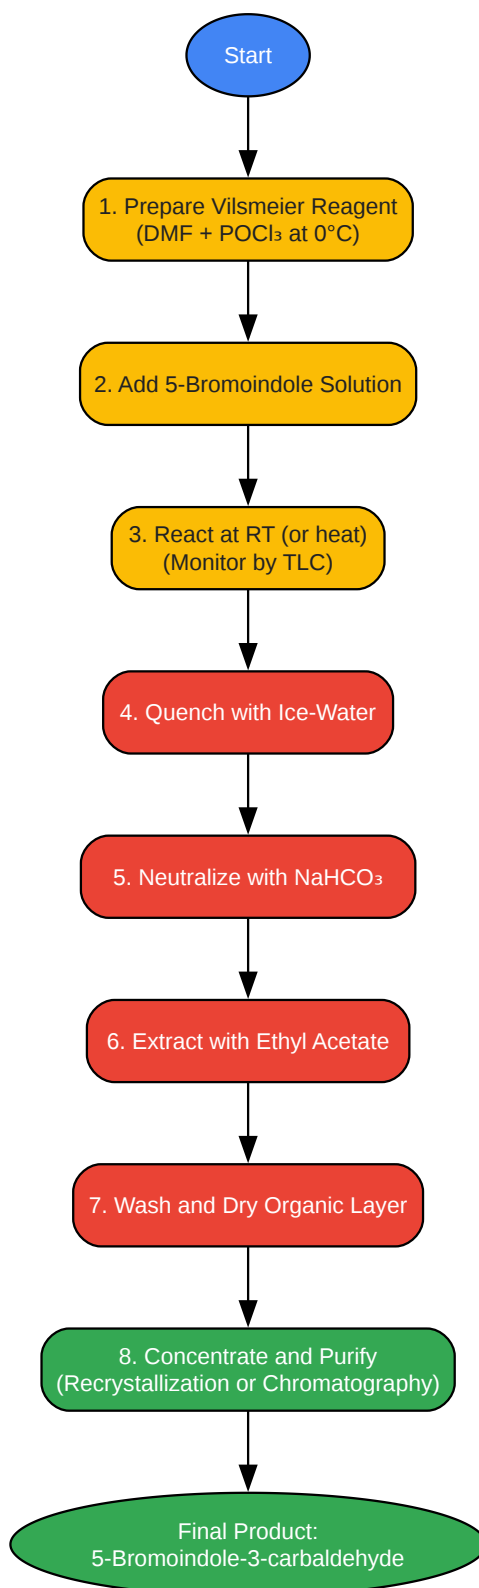 Start
1. Prepare Vilsmeier Reagent
(DMF + POCl₃ at 0°C)
2. Add 5-Bromoindole Solution
3. React at RT (or heat)
(Monitor by TLC)
4. Quench with Ice-Water
5. Neutralize with NaHCO₃
6. Extract with Ethyl Acetate
7. Wash and Dry Organic Layer
8. Concentrate and Purify
(Recrystallization or Chromatography)
Final Product:
5-Bromoindole-3-carbaldehyde